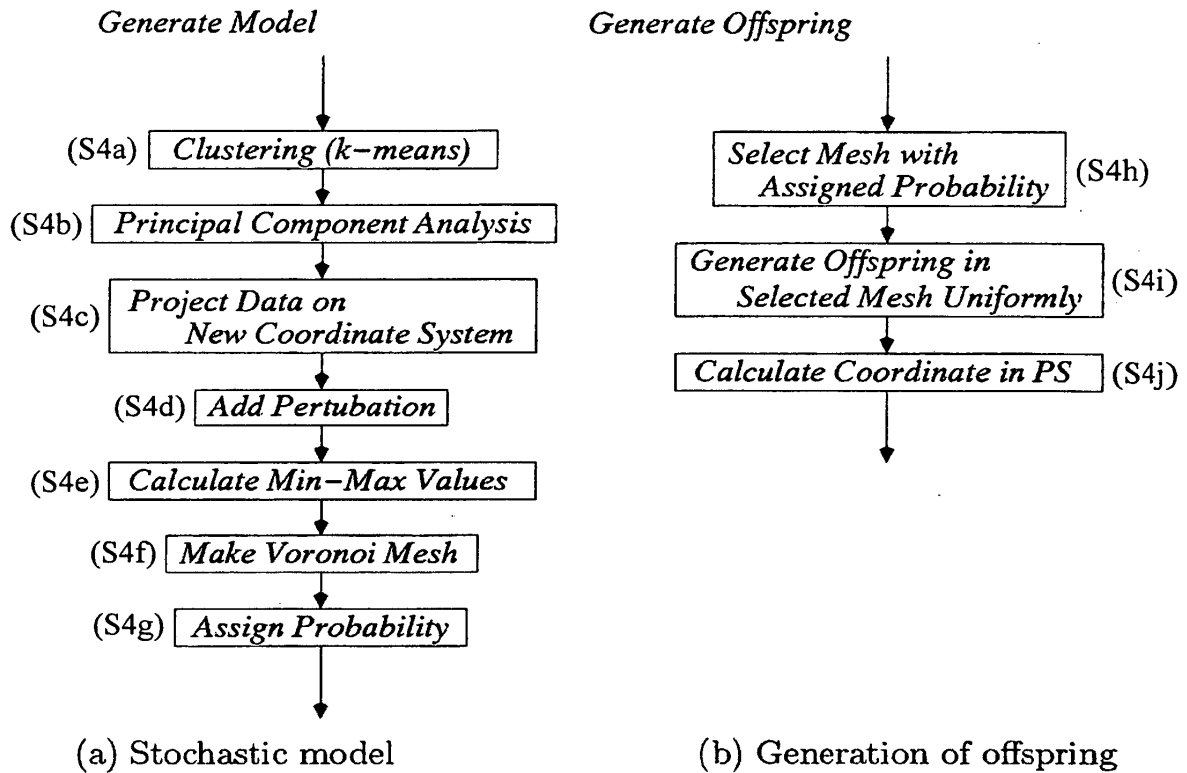 Generate Model
(S4a) Clustering (k-means)
(S4b) Principal Component Analysis
(S4c) Project Data on
New Coordinate System
(S4d) Add Pertubation
(S4e) Calculate Min-Max Values
(S4f) Make Voronoi Mesh
(S4g) Assign Probability
(a) Stochastic model
Generate Offspring
Select Mesh with
Assigned Probability (S4h)
Generate Offspring in
Selected Mesh Uniformly (S4i)
Calculate Coordinate in PS (S4j)
(b) Generation of offspring